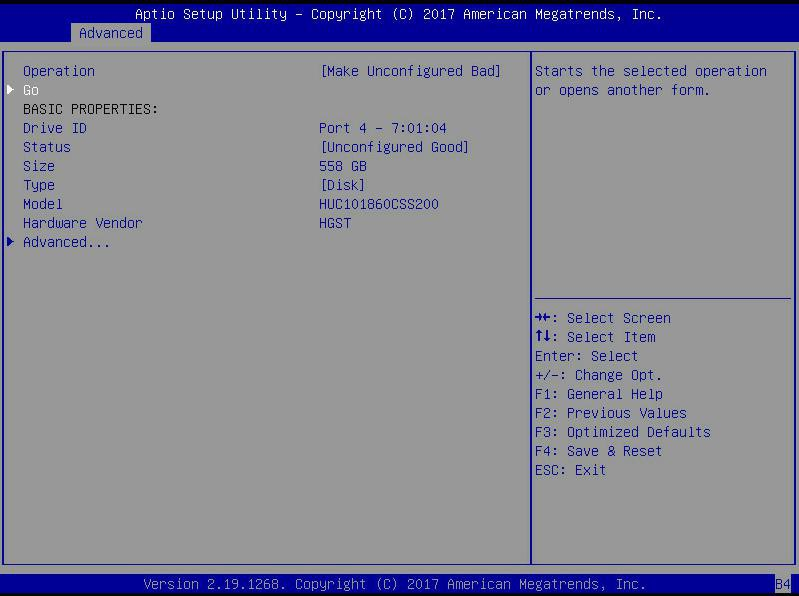 Aptio Setup Utility – Copyright (C) 2017 American Megatrends, Inc.
Advanced
Operation [Make Unconfigured Bad]
Go
BASIC PROPERTIES:
Drive ID Port 4 – 7:01:04
Status [Unconfigured Good]
Size 558 GB
Type [Disk]
Model HUC101860CSS200
Hardware Vendor HGST
Advanced...
Starts the selected operation
or opens another form.
→←: Select Screen
↑↓: Select Item
Enter: Select
+/–: Change Opt.
F1: General Help
F2: Previous Values
F3: Optimized Defaults
F4: Save & Reset
ESC: Exit
Version 2.19.1268. Copyright (C) 2017 American Megatrends, Inc.
B4